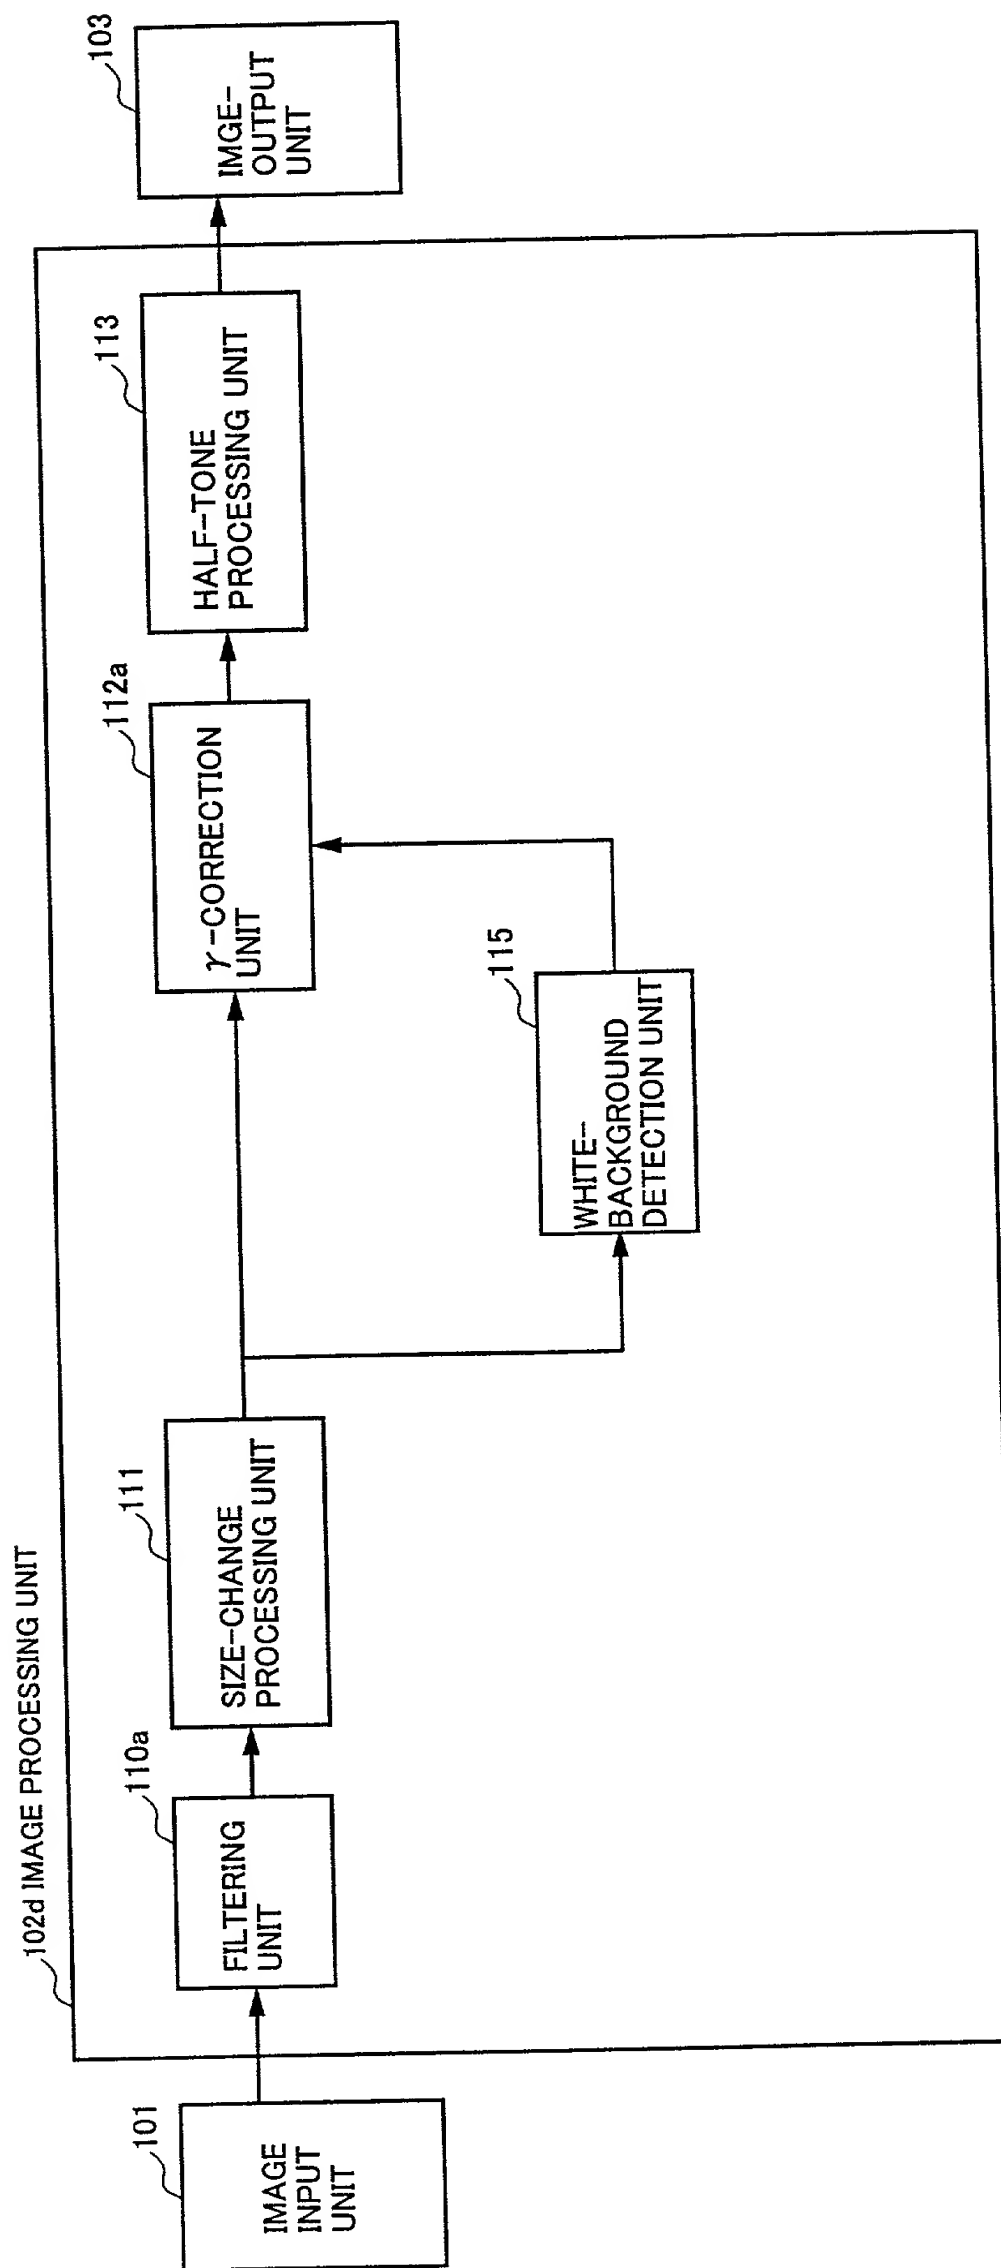 102d IMAGE PROCESSING UNIT
101
IMAGE
INPUT
UNIT
110a
FILTERING
UNIT
111
SIZE-CHANGE
PROCESSING UNIT
112a
γ-CORRECTION
UNIT
113
HALF-TONE
PROCESSING UNIT
103
IMGE-
OUTPUT
UNIT
115
WHITE-
BACKGROUND
DETECTION UNIT